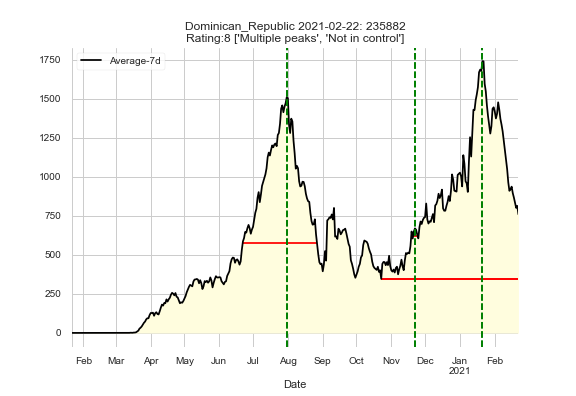 Dominican_Republic 2021-02-22: 235882
Rating:8 ['Multiple peaks', 'Not in control']
Average-7d
1750
1500
1250
1000
750
500
250
0
Feb Mar Apr May Jun Jul Aug Sep Oct Nov Dec Jan Feb
2021
Date